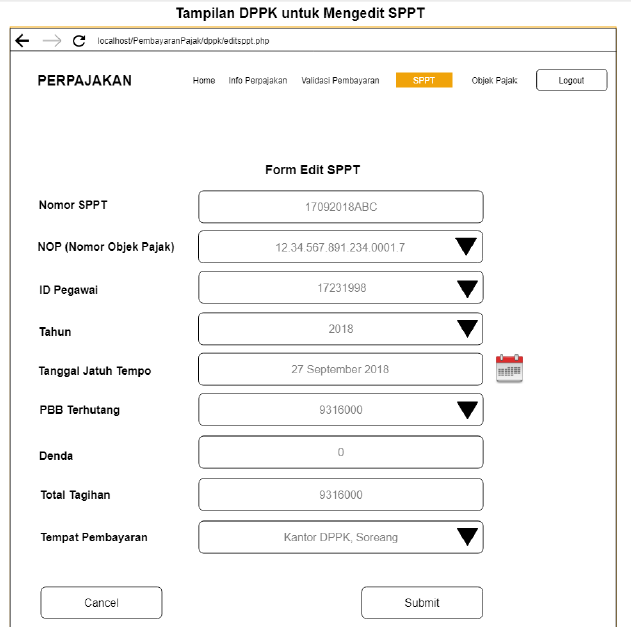 Tampilan DPPK untuk Mengedit SPPT
localhost/PembayaranPajak/dppk/editsppt.php
PERPAJAKAN Home Info Perpajakan Validasi Pembayaran SPPT Objek Pajak Logout
Form Edit SPPT
Nomor SPPT 17092018ABC
NOP (Nomor Objek Pajak) 12.34.567.891.234.0001.7
ID Pegawai 17231998
Tahun 2018
Tanggal Jatuh Tempo 27 September 2018
PBB Terhutang 9316000
Denda 0
Total Tagihan 9316000
Tempat Pembayaran Kantor DPPK, Soreang
Cancel Submit